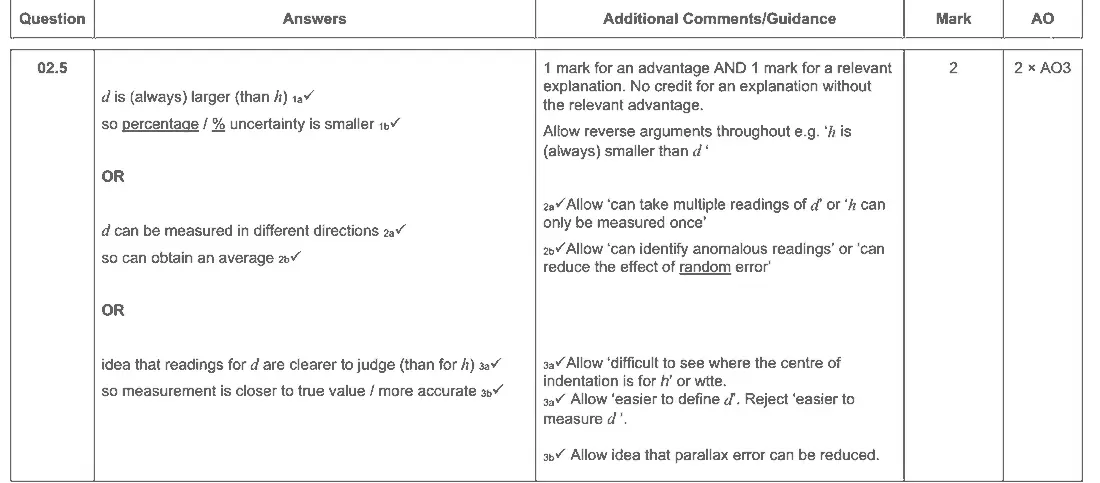 Question Answers Additional Comments/Guidance Mark AO
02.5 1 mark for an advantage AND 1 mark for a relevant 2 2 × AO3
explanation. No credit for an explanation without
the relevant advantage.
d is (always) larger (than h) 1a✓
so percentage / % uncertainty is smaller 1b✓
Allow reverse arguments throughout e.g. ‘h is
(always) smaller than d ‘
OR
2a✓Allow ‘can take multiple readings of d’ or ‘h can
only be measured once’
d can be measured in different directions 2a✓
so can obtain an average 2b✓
2b✓Allow ‘can identify anomalous readings’ or ‘can
reduce the effect of random error’
OR
idea that readings for d are clearer to judge (than for h) 3a✓
so measurement is closer to true value / more accurate 3b✓
3a✓Allow ‘difficult to see where the centre of
indentation is for h’ or wtte.
3a✓ Allow ‘easier to define d’. Reject ‘easier to
measure d ’.
3b✓ Allow idea that parallax error can be reduced.